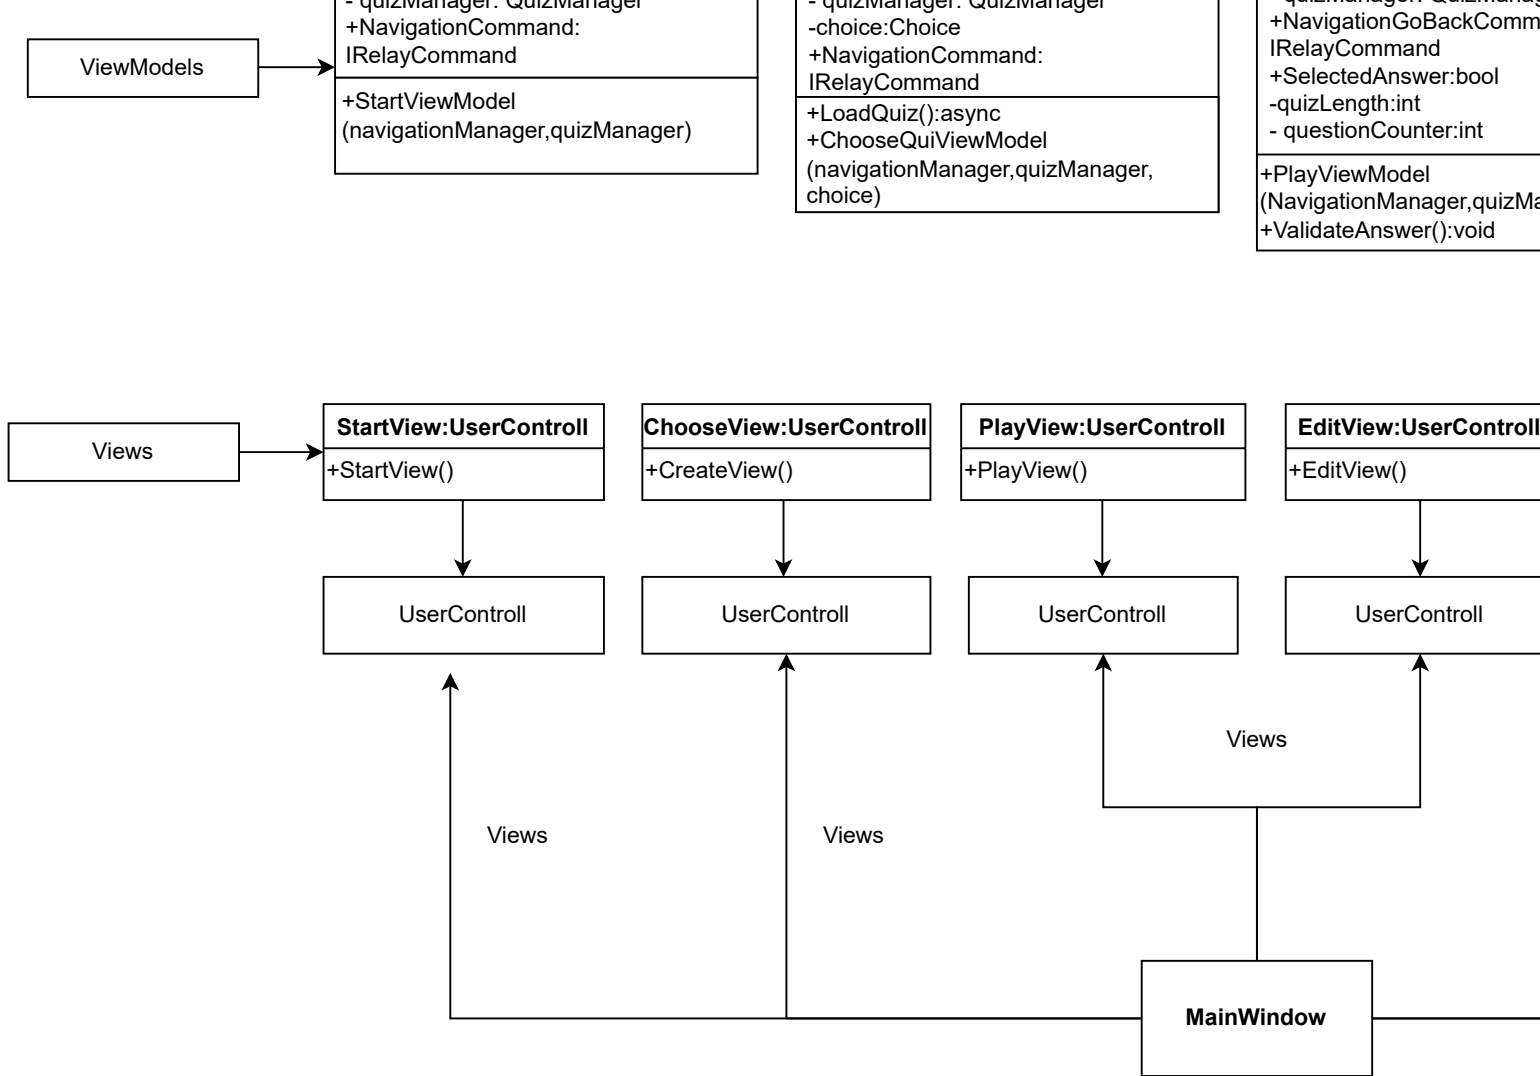 ViewModels
- quizManager: QuizManager
+NavigationCommand:
IRelayCommand
+StartViewModel
(navigationManager,quizManager)
- quizManager: QuizManager
-choice:Choice
+NavigationCommand:
IRelayCommand
+LoadQuiz():async
+ChooseQuiViewModel
(navigationManager,quizManager,
choice)
- quizManager: QuizManag
+NavigationGoBackComm
IRelayCommand
+SelectedAnswer:bool
-quizLength:int
- questionCounter:int
+PlayViewModel
(NavigationManager,quizMa
+ValidateAnswer():void
Views
StartView:UserControll
+StartView()
ChooseView:UserControll
+CreateView()
PlayView:UserControll
+PlayView()
EditView:UserControll
+EditView()
UserControll
UserControll
UserControll
UserControll
Views
Views
Views
MainWindow